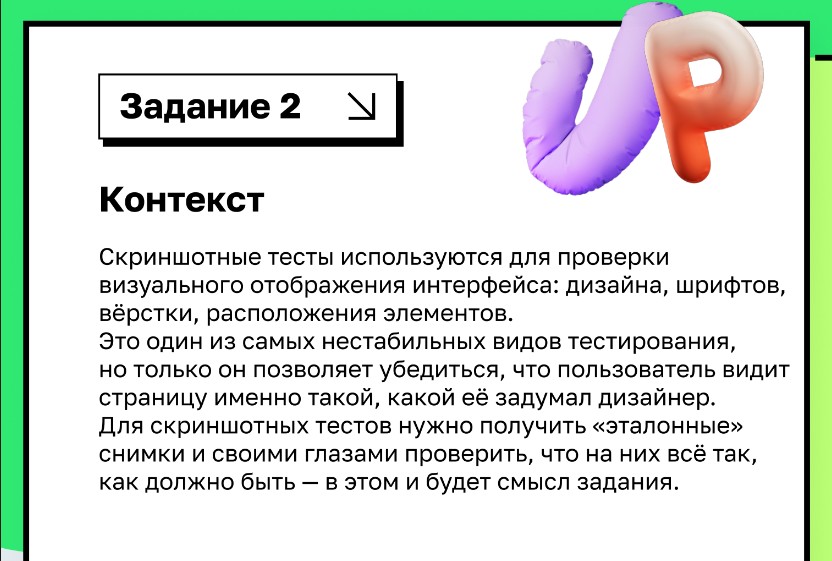 UP
Задание 2
Контекст
Скриншотные тесты используются для проверки
визуального отображения интерфейса: дизайна, шрифтов,
вёрстки, расположения элементов.
Это один из самых нестабильных видов тестирования,
но только он позволяет убедиться, что пользователь видит
страницу именно такой, какой её задумал дизайнер.
Для скриншотных тестов нужно получить «эталонные»
снимки и своими глазами проверить, что на них всё так,
как должно быть — в этом и будет смысл задания.